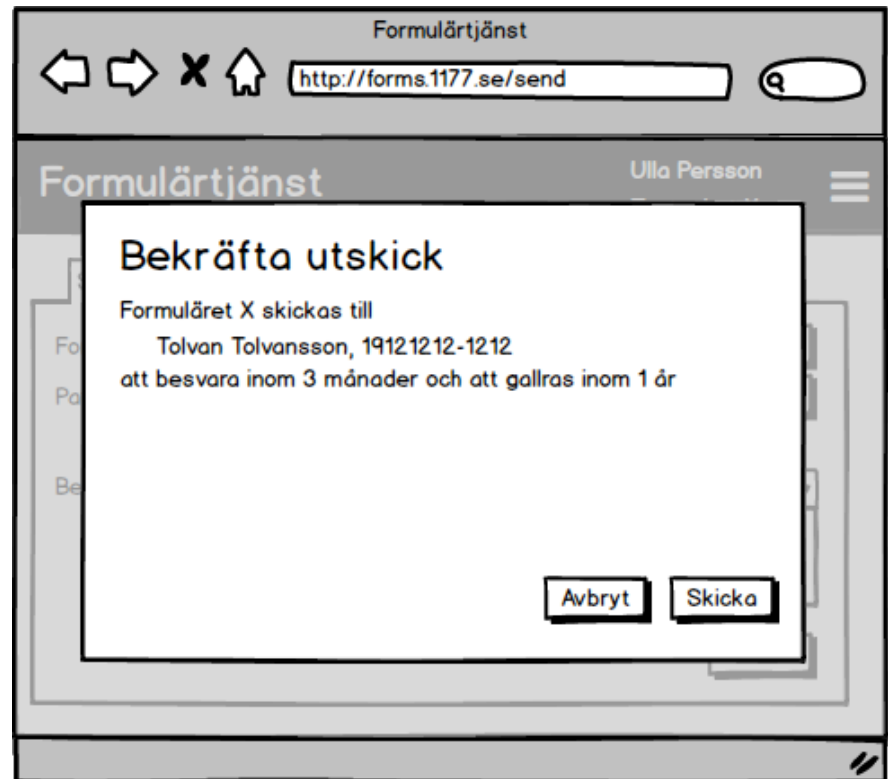 Formulärtjänst
http://forms.1177.se/send
Formulärtjänst
Ulla Persson
Bekräfta utskick
Formuläret X skickas till
Tolvan Tolvansson, 19121212-1212
att besvara inom 3 månader och att gallras inom 1 år
Avbryt
Skicka